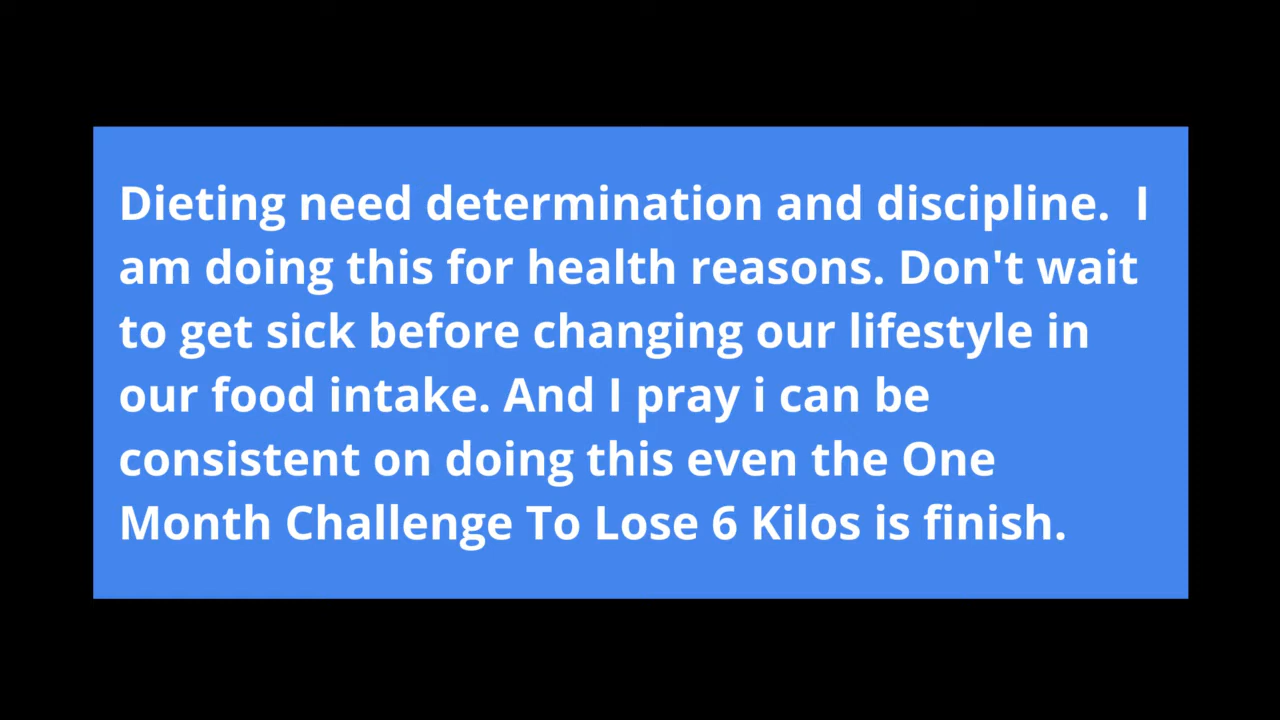 Dieting need determination and discipline.  I
am doing this for health reasons. Don't wait
to get sick before changing our lifestyle in
our food intake. And I pray i can be
consistent on doing this even the One
Month Challenge To Lose 6 Kilos is finish.